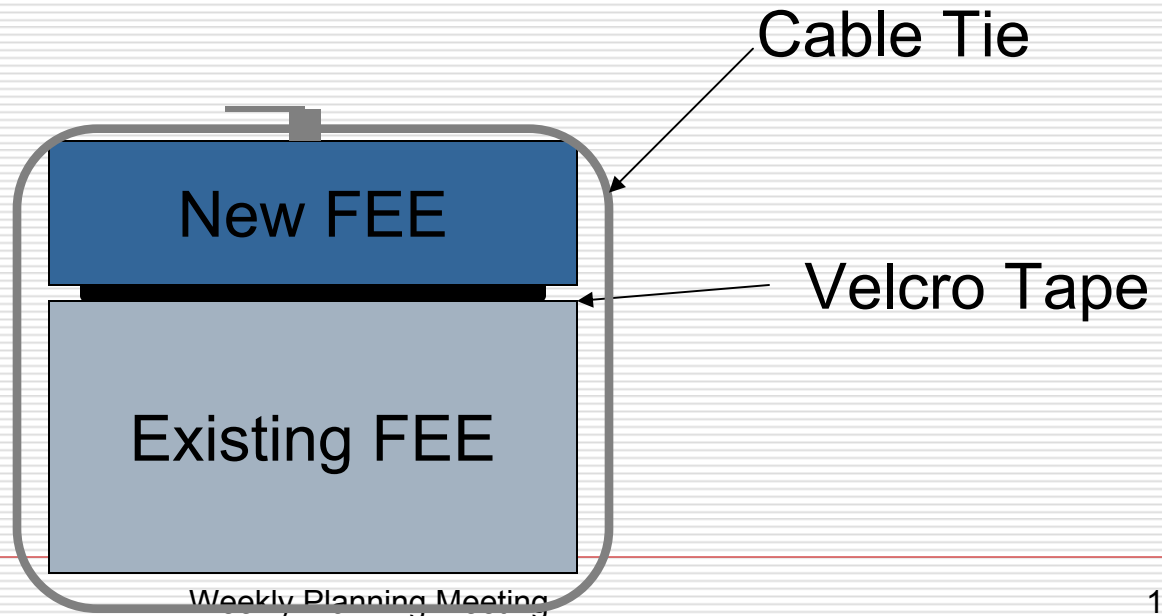 Cable Tie
New FEE
Velcro Tape
Existing FEE
Weekly Planning Meeting
1